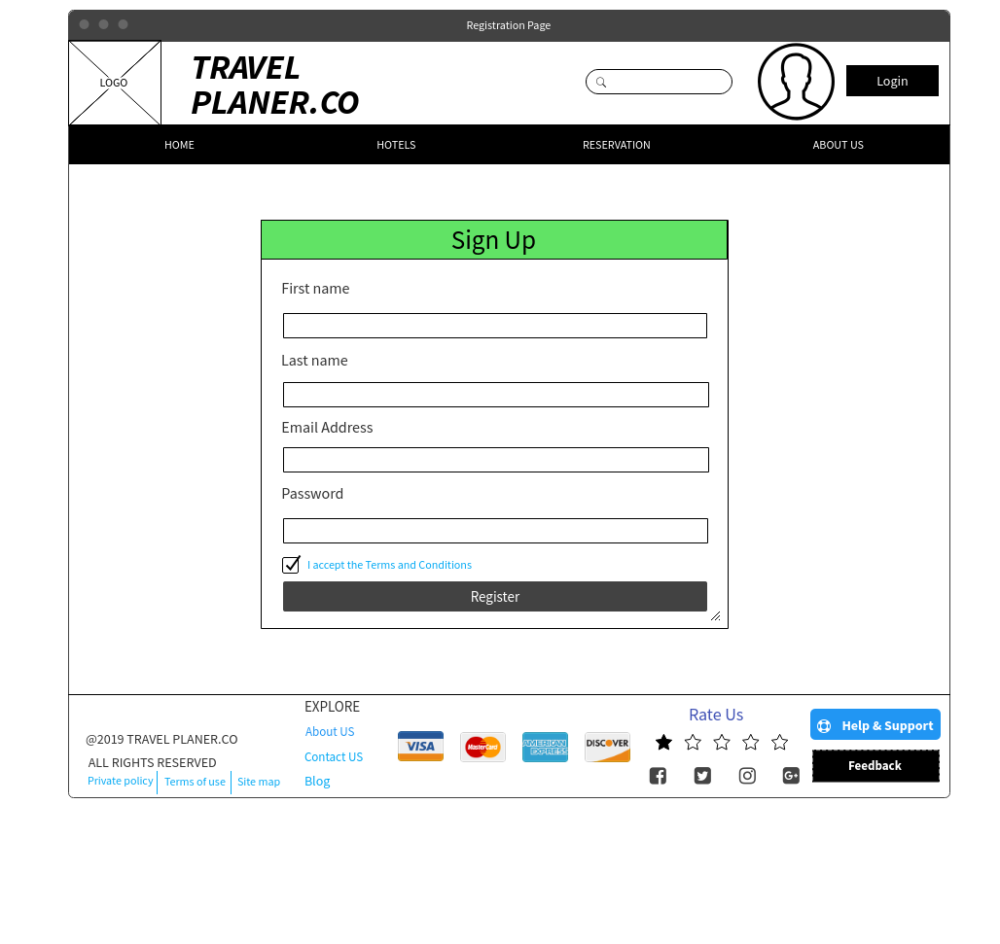 Registration Page
LOGO
TRAVEL
PLANER.CO
Login
HOME
HOTELS
RESERVATION
ABOUT US
Sign Up
First name
Last name
Email Address
Password
I accept the Terms and Conditions
Register
@2019 TRAVEL PLANER.CO
ALL RIGHTS RESERVED
Private policy
Terms of use
Site map
EXPLORE
About US
Contact US
Blog
VISA
MasterCard
AMERICAN
EXPRESS
DISCOVER
Rate Us
G+
Help & Support
Feedback